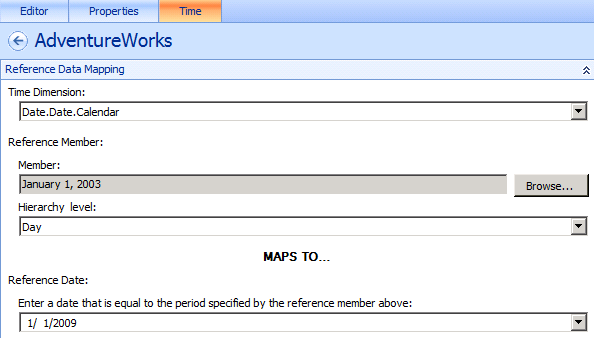 Editor Properties Time
AdventureWorks
Reference Data Mapping
Time Dimension:
Date.Date.Calendar
Reference Member:
Member:
January 1, 2003 Browse...
Hierarchy level:
Day
MAPS TO...
Reference Date:
Enter a date that is equal to the period specified by the reference member above:
1/ 1/2009